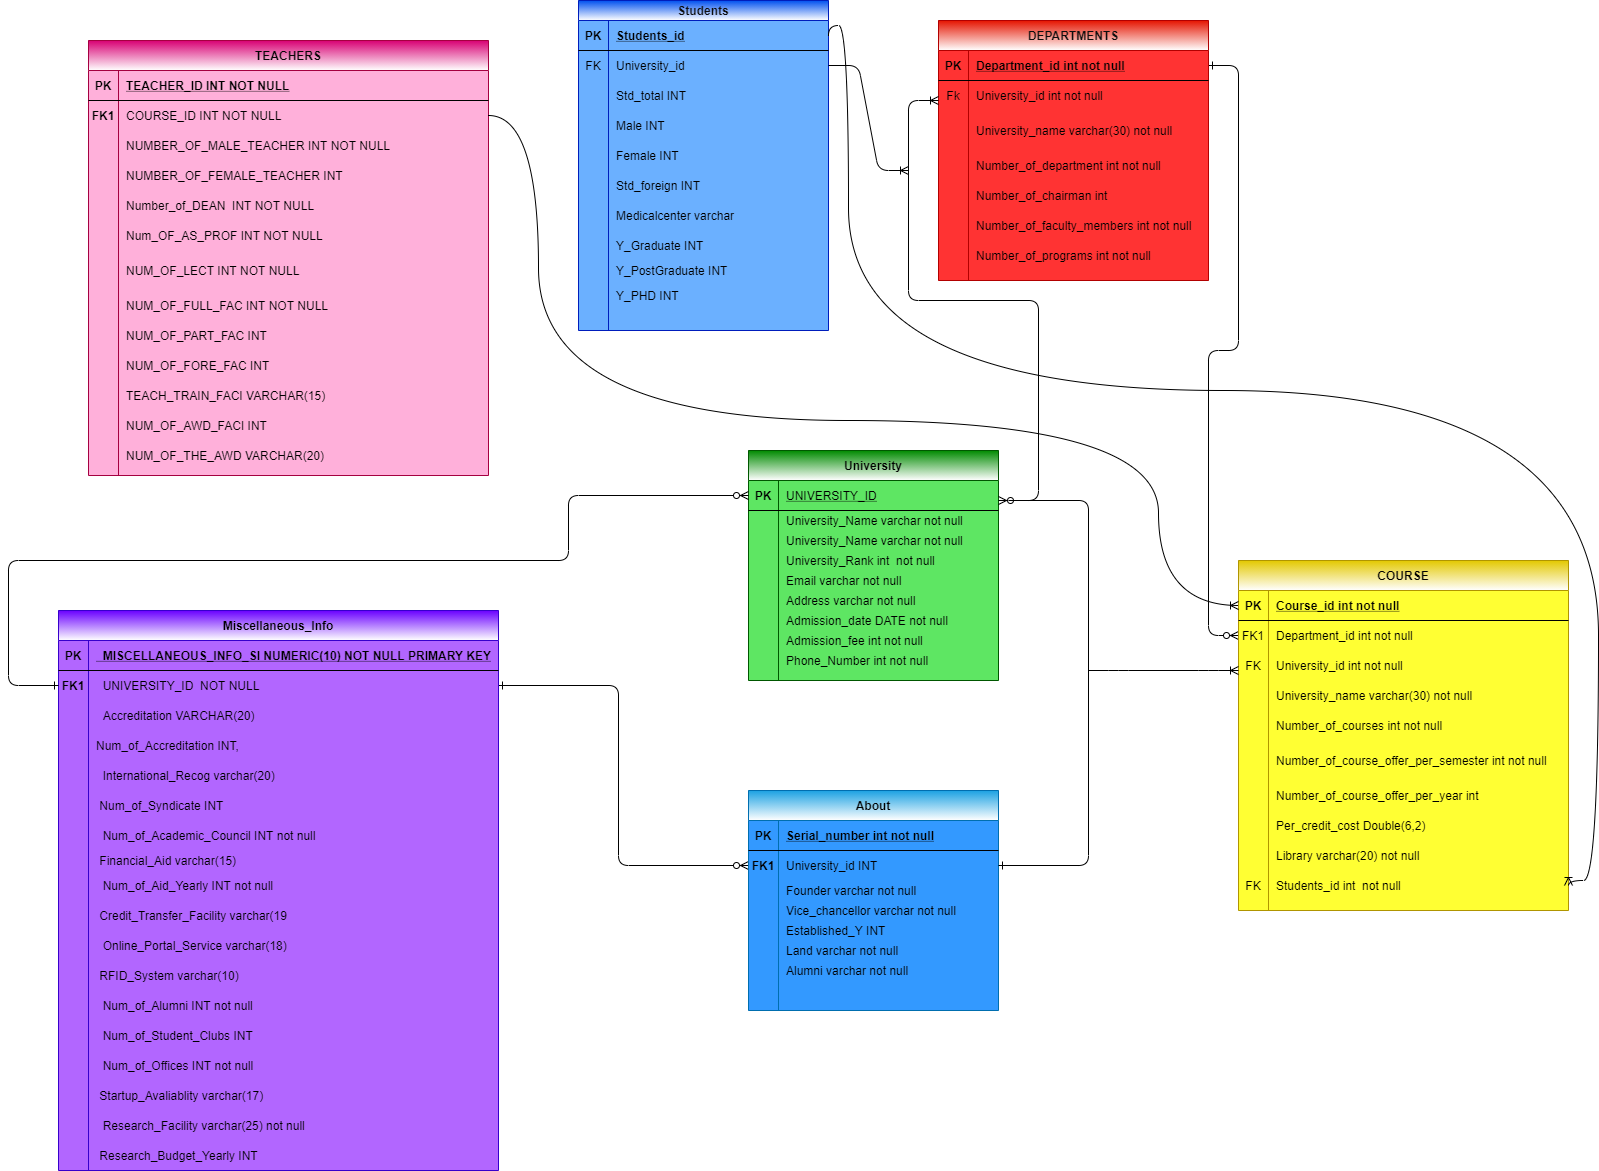 TEACHERS
PK TEACHER_ID INT NOT NULL
FK1 COURSE_ID INT NOT NULL
NUMBER_OF_MALE_TEACHER INT NOT NULL
NUMBER_OF_FEMALE_TEACHER INT
Number_of_DEAN  INT NOT NULL
Num_OF_AS_PROF INT NOT NULL
NUM_OF_LECT INT NOT NULL
NUM_OF_FULL_FAC INT NOT NULL
NUM_OF_PART_FAC INT
NUM_OF_FORE_FAC INT
TEACH_TRAIN_FACI VARCHAR(15)
NUM_OF_AWD_FACI INT
NUM_OF_THE_AWD VARCHAR(20)
Students
PK Students_id
FK University_id
Std_total INT
Male INT
Female INT
Std_foreign INT
Medicalcenter varchar
Y_Graduate INT
Y_PostGraduate INT
Y_PHD INT
DEPARTMENTS
PK Department_id int not null
Fk University_id int not null
University_name varchar(30) not null
Number_of_department int not null
Number_of_chairman int
Number_of_faculty_members int not null
Number_of_programs int not null
University
PK UNIVERSITY_ID
University_Name varchar not null
University_Name varchar not null
University_Rank int  not null
Email varchar not null
Address varchar not null
Admission_date DATE not null
Admission_fee int not null
Phone_Number int not null
COURSE
PK Course_id int not null
FK1 Department_id int not null
FK University_id int not null
University_name varchar(30) not null
Number_of_courses int not null
Number_of_course_offer_per_semester int not null
Number_of_course_offer_per_year int
Per_credit_cost Double(6,2)
Library varchar(20) not null
FK Students_id int  not null
Miscellaneous_Info
PK MISCELLANEOUS_INFO_SI NUMERIC(10) NOT NULL PRIMARY KEY
FK1 UNIVERSITY_ID  NOT NULL
Accreditation VARCHAR(20)
Num_of_Accreditation INT,
International_Recog varchar(20)
Num_of_Syndicate INT
Num_of_Academic_Council INT not null
Financial_Aid varchar(15)
Num_of_Aid_Yearly INT not null
Credit_Transfer_Facility varchar(19
Online_Portal_Service varchar(18)
RFID_System varchar(10)
Num_of_Alumni INT not null
Num_of_Student_Clubs INT
Num_of_Offices INT not null
Startup_Avaliablity varchar(17)
Research_Facility varchar(25) not null
Research_Budget_Yearly INT
About
PK Serial_number int not null
FK1 University_id INT
Founder varchar not null
Vice_chancellor varchar not null
Established_Y INT
Land varchar not null
Alumni varchar not null